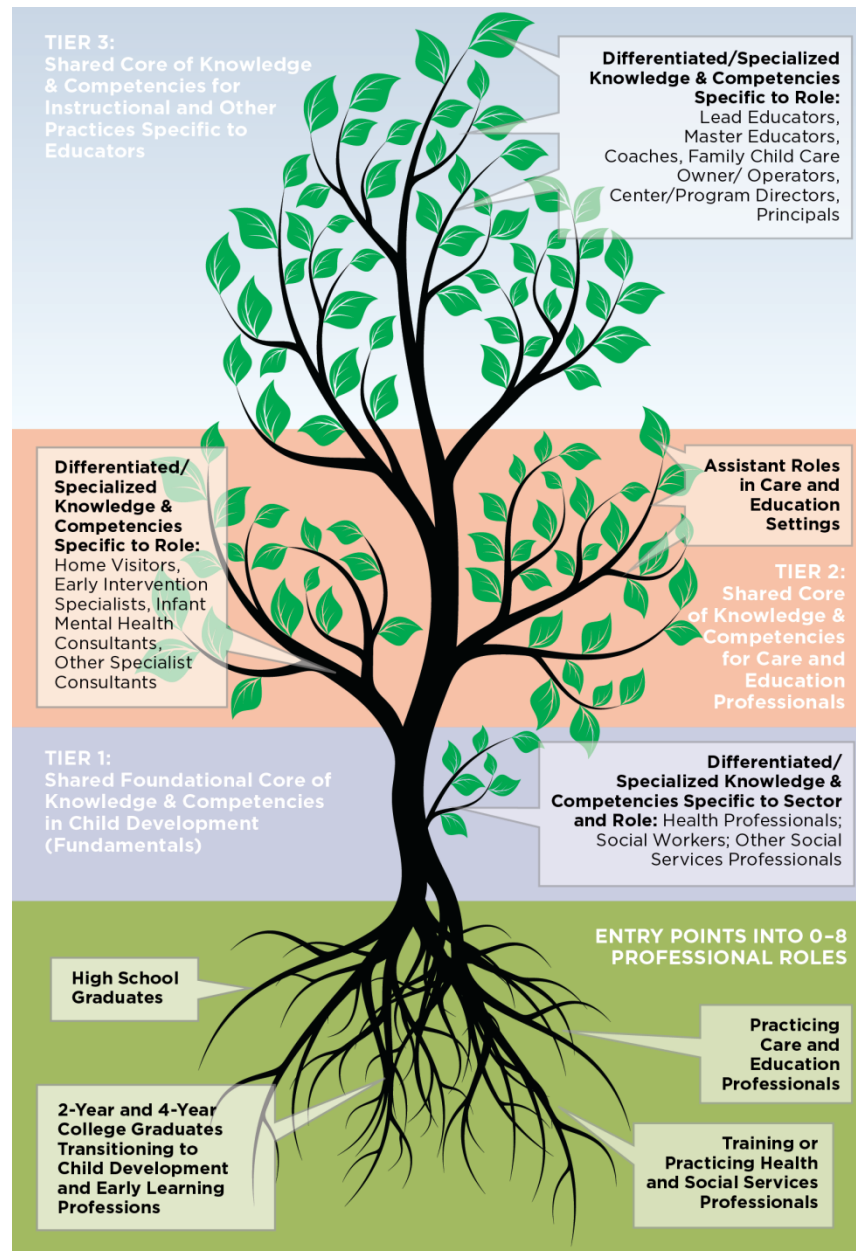 TIER 3:
Shared Core of Knowledge
& Competencies for
Instructional and Other
Practices Specific to
Educators
Differentiated/Specialized
Knowledge & Competencies
Specific to Role:
Lead Educators,
Master Educators,
Coaches, Family Child Care
Owner/ Operators,
Center/Program Directors,
Principals
Differentiated/
Specialized
Knowledge &
Competencies
Specific to Role:
Home Visitors,
Early Intervention
Specialists, Infant
Mental Health
Consultants,
Other Specialist
Consultants
Assistant Roles
in Care and
Education
Settings
TIER 2:
Shared Core
of Knowledge &
Competencies
for Care and
Education
Professionals
TIER 1:
Shared Foundational Core of
Knowledge & Competencies
in Child Development
(Fundamentals)
Differentiated/
Specialized Knowledge &
Competencies Specific to Sector
and Role: Health Professionals;
Social Workers; Other Social
Services Professionals
ENTRY POINTS INTO 0–8
PROFESSIONAL ROLES
High School
Graduates
Practicing
Care and
Education
Professionals
2-Year and 4-Year
College Graduates
Transitioning to
Child Development
and Early Learning
Professions
Training or
Practicing Health
and Social Services
Professionals